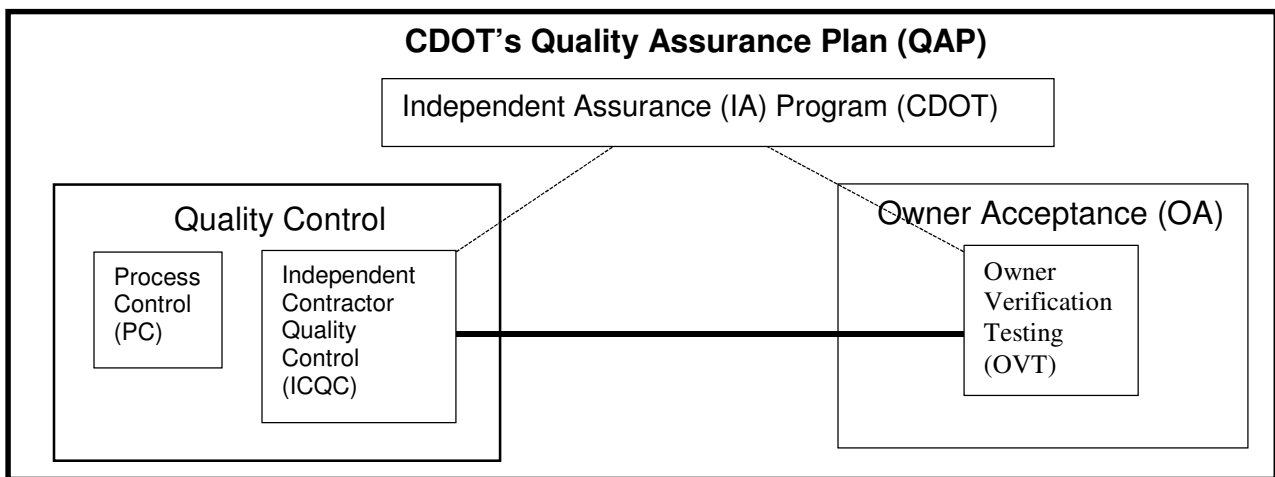 CDOT’s Quality Assurance Plan (QAP)
Independent Assurance (IA) Program (CDOT)
Quality Control
Process
Control
(PC)
Independent
Contractor
Quality
Control
(ICQC)
Owner Acceptance (OA)
Owner
Verification
Testing
(OVT)